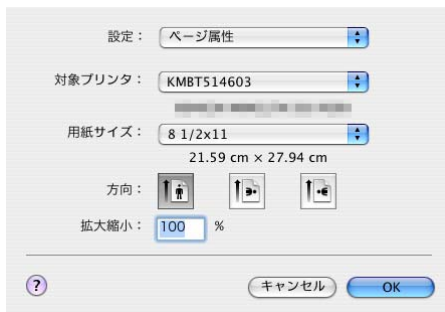 設定： ページ属性
対象プリンタ： KMBT514603
用紙サイズ： 8 1/2x11
21.59 cm × 27.94 cm
方向：
拡大縮小： 100 %
? キャンセル OK